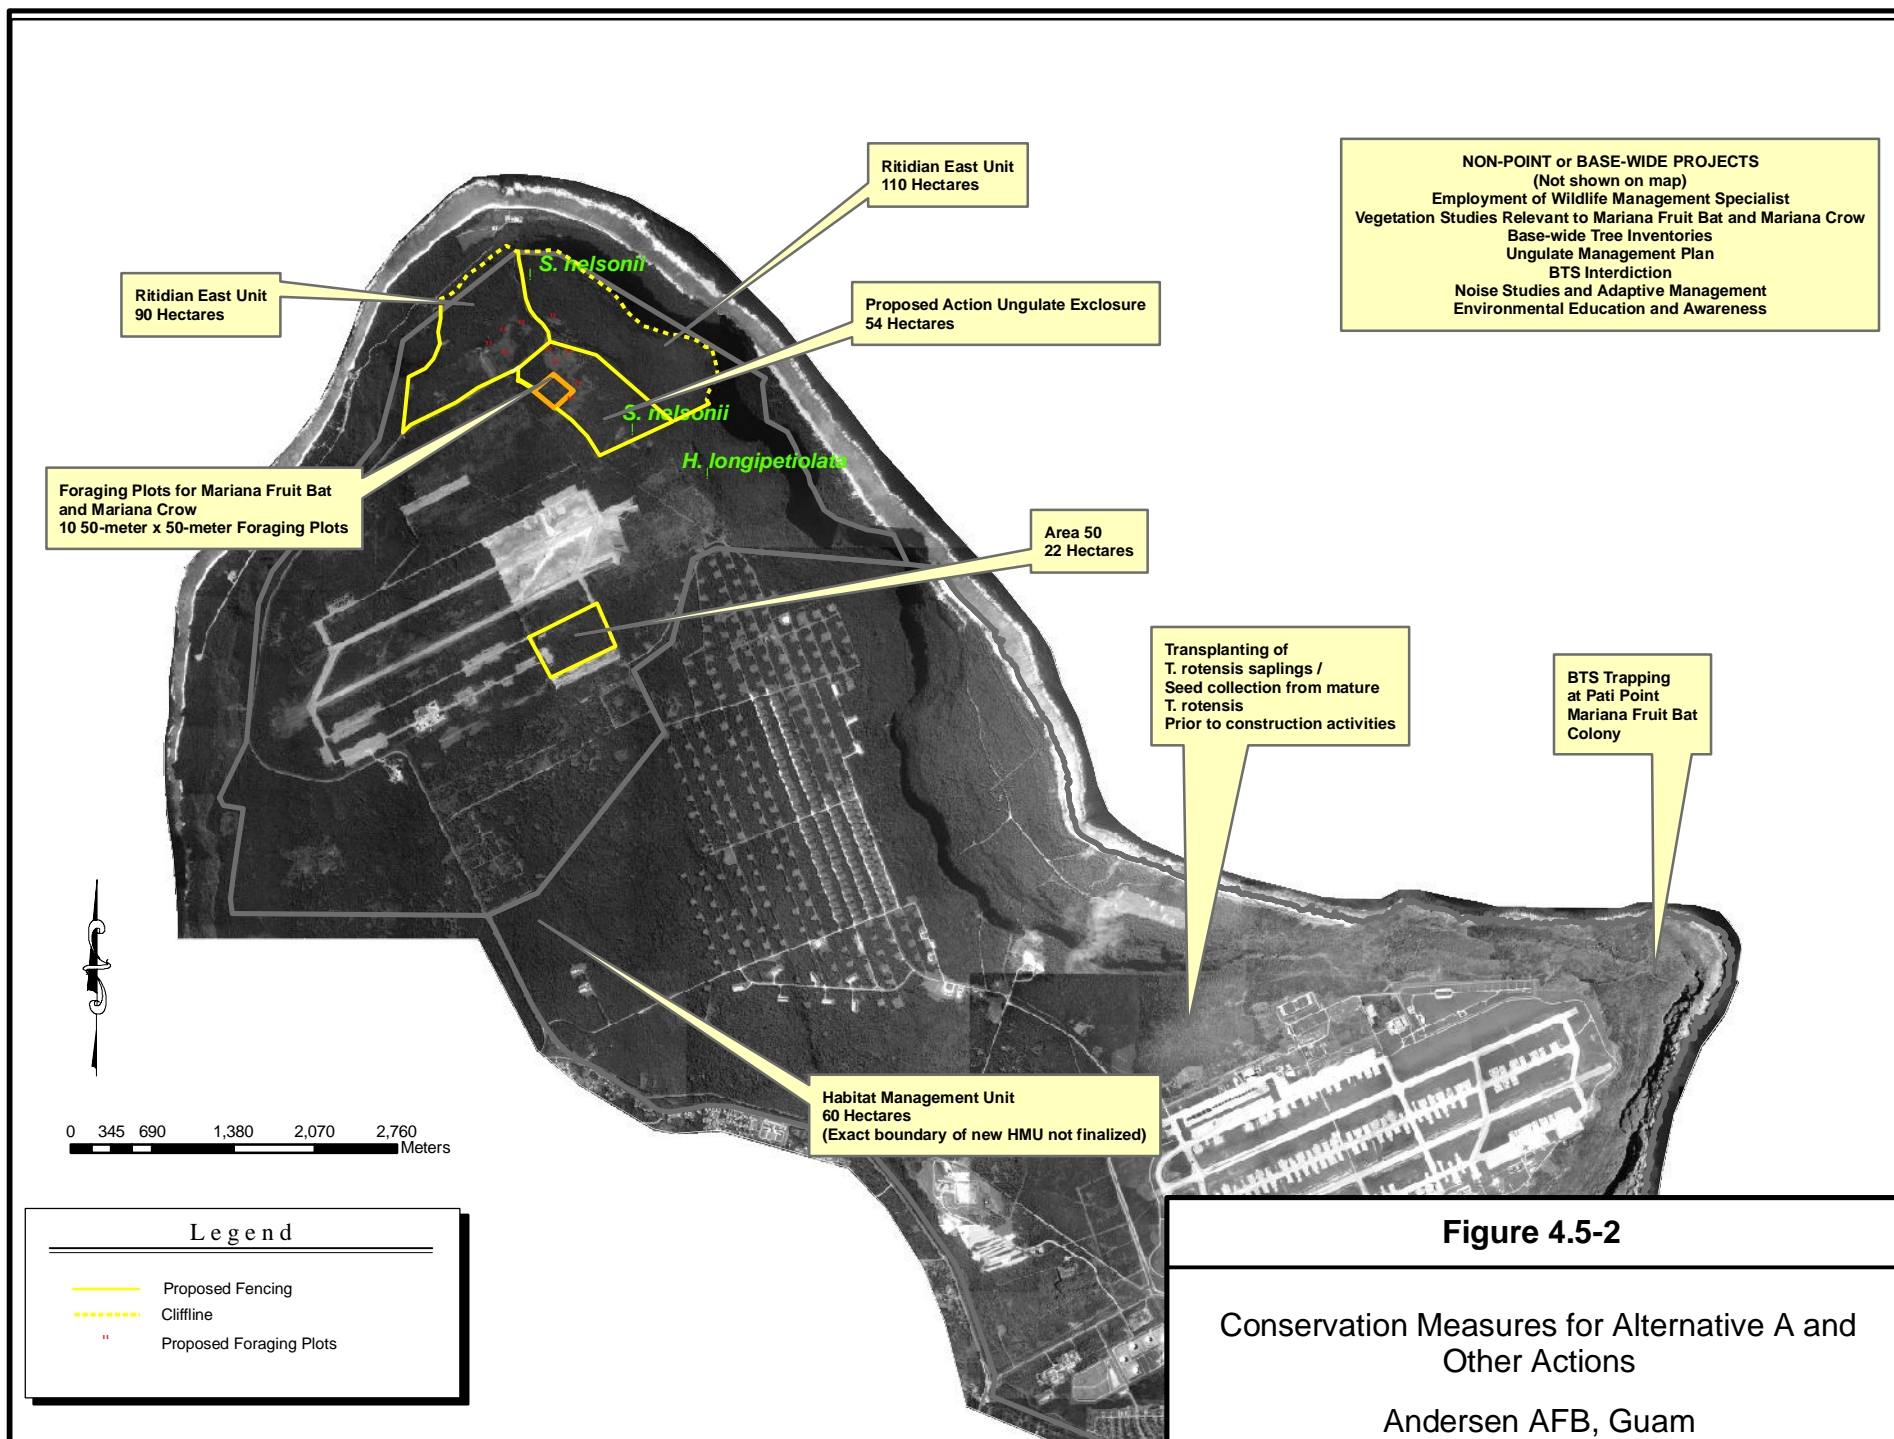 Ritidian East Unit
110 Hectares
NON-POINT or BASE-WIDE PROJECTS
(Not shown on map)
Employment of Wildlife Management Specialist
Vegetation Studies Relevant to Mariana Fruit Bat and Mariana Crow
Base-wide Tree Inventories
Ungulate Management Plan
BTS Interdiction
Noise Studies and Adaptive Management
Environmental Education and Awareness
S. nelsonii
Ritidian East Unit
90 Hectares
Proposed Action Ungulate Exclosure
54 Hectares
S. nelsonii
H. longipetiolata
Foraging Plots for Mariana Fruit Bat
and Mariana Crow
10 50-meter x 50-meter Foraging Plots
Area 50
22 Hectares
Transplanting of
T. rotensis saplings /
Seed collection from mature
T. rotensis
Prior to construction activities
BTS Trapping
at Pati Point
Mariana Fruit Bat
Colony
Habitat Management Unit
60 Hectares
(Exact boundary of new HMU not finalized)
0 345 690 1,380 2,070 2,760
Meters
Legend
Proposed Fencing
Cliffline
" Proposed Foraging Plots
Figure 4.5-2
Conservation Measures for Alternative A and
Other Actions
Andersen AFB, Guam